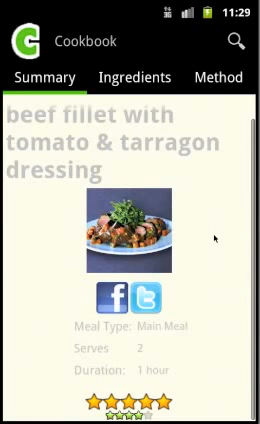 11:29
Cookbook
Summary Ingredients Method
beef fillet with
tomato & tarragon
dressing
Meal Type: Main Meal
Serves 2
Duration: 1 hour